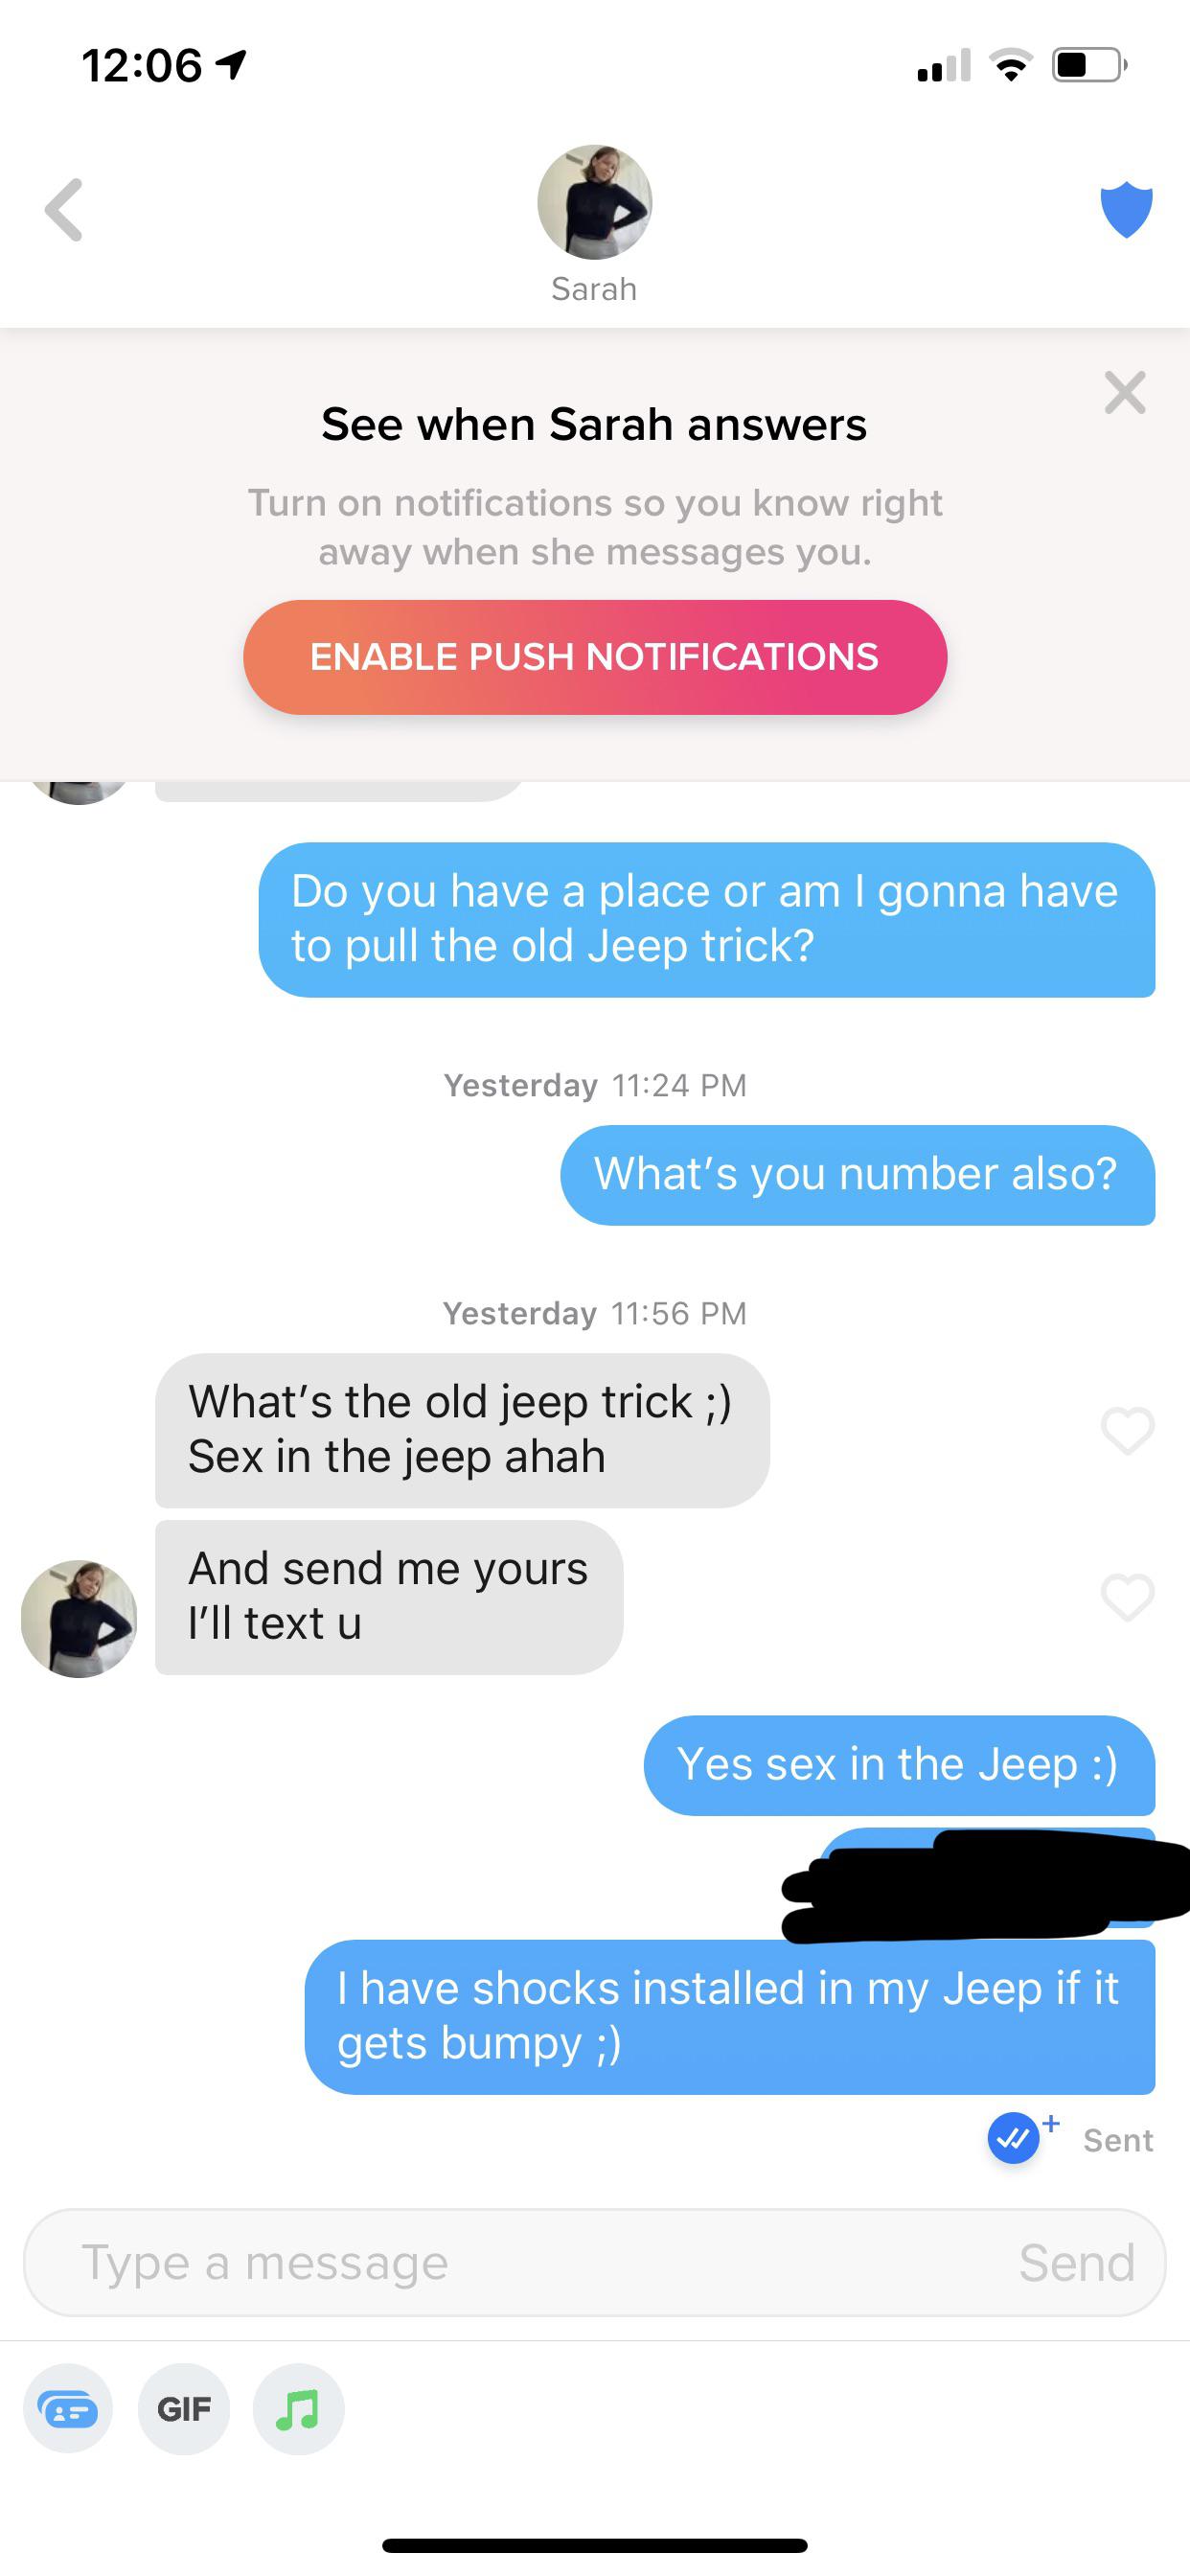 12:06
Sarah
See when Sarah answers
Turn on notifications so you know right
away when she messages you.
ENABLE PUSH NOTIFICATIONS
Do you have a place or am I gonna have
to pull the old Jeep trick?
Yesterday 11:24 PM
What's you number also?
Yesterday 11:56 PM
What's the old jeep trick ;)
Sex in the jeep ahah
And send me yours
I'll text u
Yes sex in the Jeep :)
I have shocks installed in my Jeep if it
gets bumpy ;)
Sent
Type a message
Send
GIF